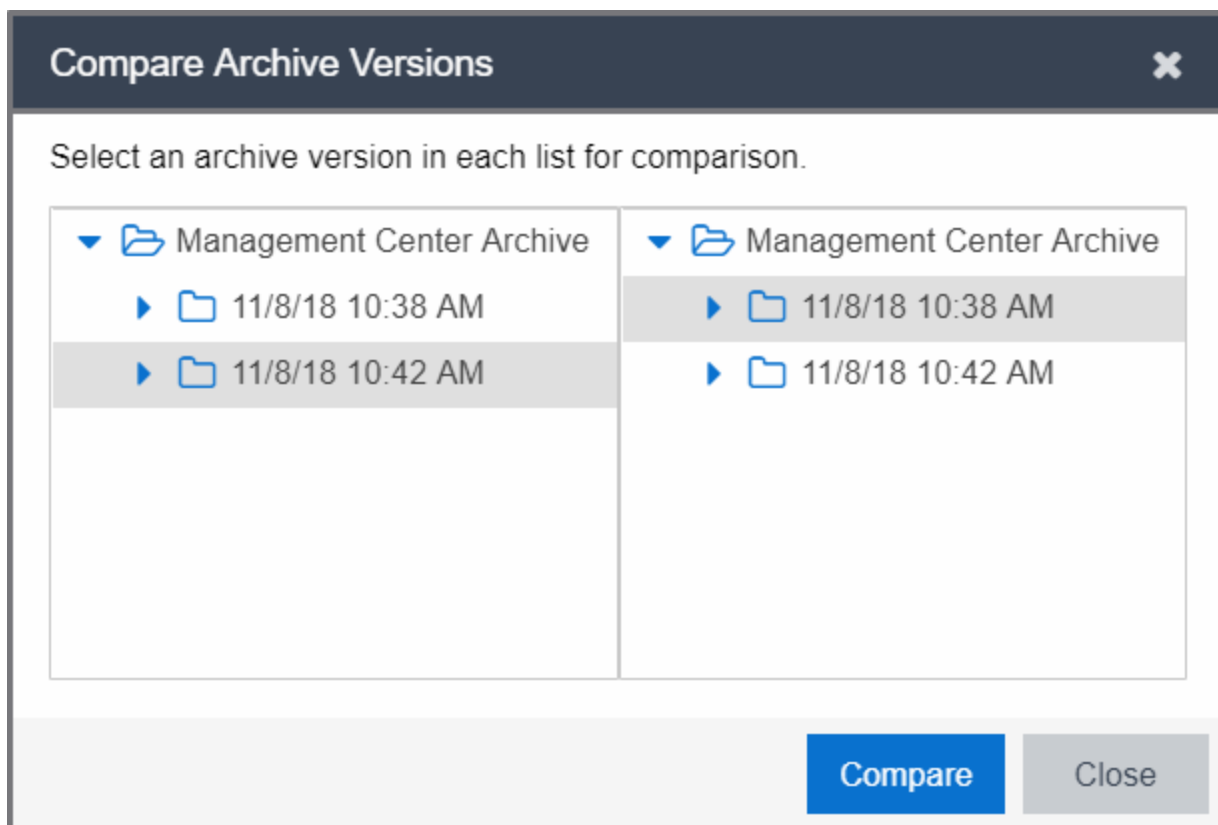 Compare Archive Versions
Select an archive version in each list for comparison.
Management Center Archive
11/8/18 10:38 AM
11/8/18 10:42 AM
Management Center Archive
11/8/18 10:38 AM
11/8/18 10:42 AM
Compare
Close